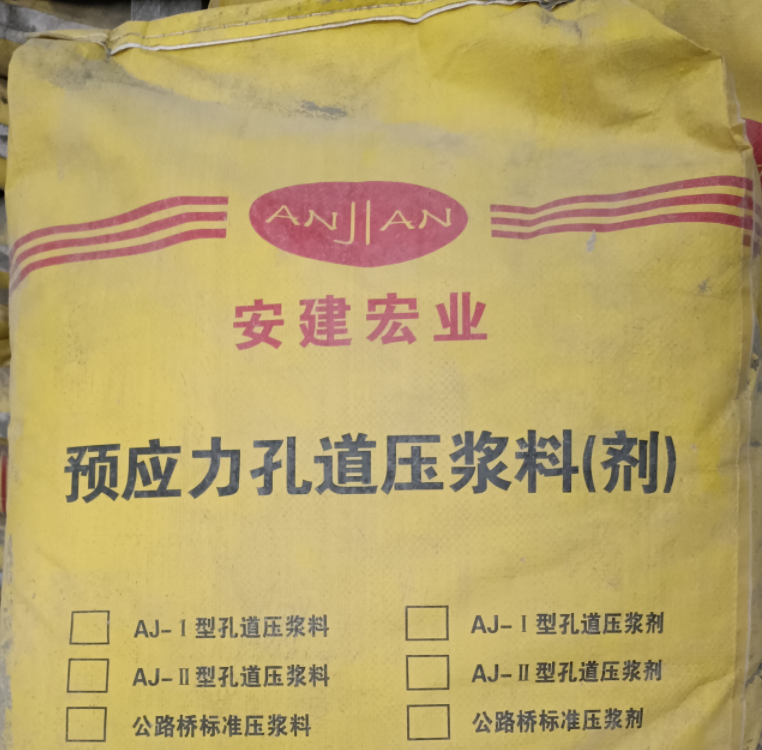 ANJIAN
安建宏业
预应力孔道压浆料(剂)
AJ-Ⅰ型孔道压浆料
AJ-Ⅰ型孔道压浆剂
AJ-Ⅱ型孔道压浆料
AJ-Ⅱ型孔道压浆剂
公路桥标准压浆料
公路桥标准压浆剂